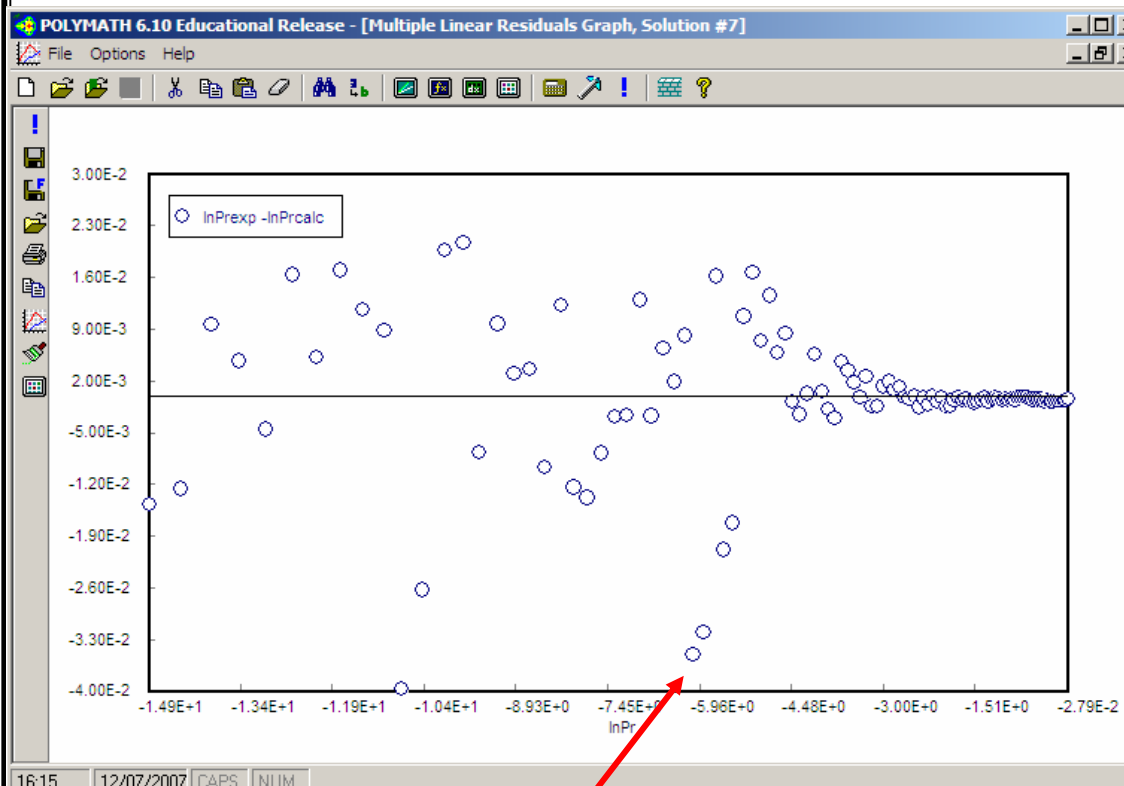 POLYMATH 6.10 Educational Release - [Multiple Linear Residuals Graph, Solution #7]
File Options Help
3.00E-2
lnPrexp -lnPrcalc
2.30E-2
1.60E-2
9.00E-3
2.00E-3
-5.00E-3
-1.20E-2
-1.90E-2
-2.60E-2
-3.30E-2
-4.00E-2
-1.49E+1 -1.34E+1 -1.19E+1 -1.04E+1 -8.93E+0 -7.45E+0 -5.96E+0 -4.48E+0 -3.00E+0 -1.51E+0 -2.79E-2
lnPr
16:15 12/07/2007 CAPS NUM